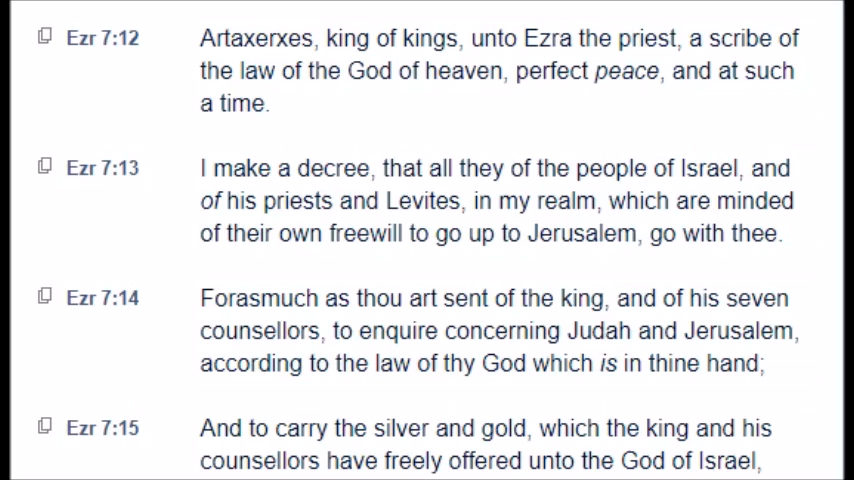 Ezr 7:12 Artaxerxes, king of kings, unto Ezra the priest, a scribe of
the law of the God of heaven, perfect peace, and at such
a time.
Ezr 7:13 I make a decree, that all they of the people of Israel, and
of his priests and Levites, in my realm, which are minded
of their own freewill to go up to Jerusalem, go with thee.
Ezr 7:14 Forasmuch as thou art sent of the king, and of his seven
counsellors, to enquire concerning Judah and Jerusalem,
according to the law of thy God which is in thine hand;
Ezr 7:15 And to carry the silver and gold, which the king and his
counsellors have freely offered unto the God of Israel,